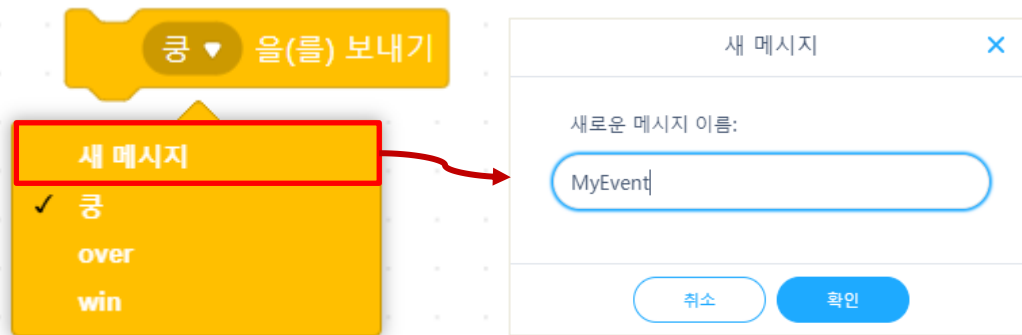 쿵 을(를) 보내기
새 메시지
✓ 쿵
over
win
새 메시지
새로운 메시지 이름:
MyEvent
취소
확인